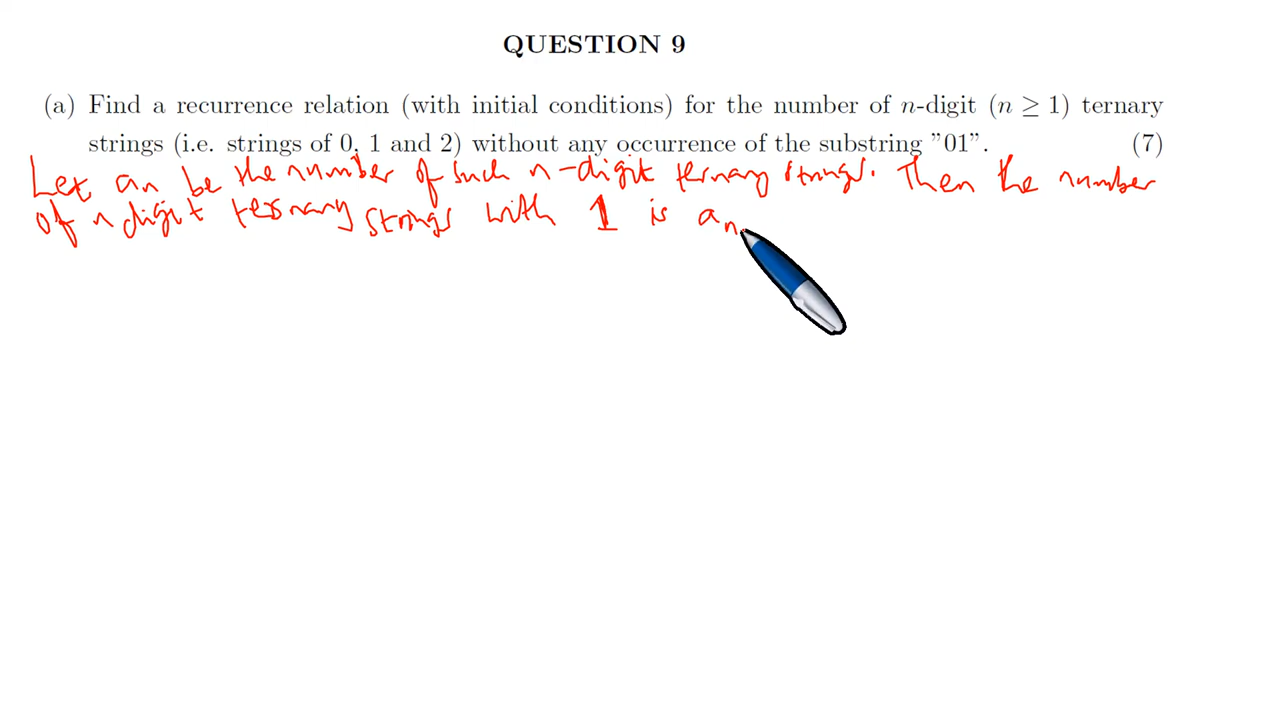 QUESTION 9
(a) Find a recurrence relation (with initial conditions) for the number of n-digit (n ≥ 1) ternary
strings (i.e. strings of 0, 1 and 2) without any occurrence of the substring ”01”. (7)
Let an be the number of such n-digit ternary strings. Then the number
of n digit ternary strings with 1 is an